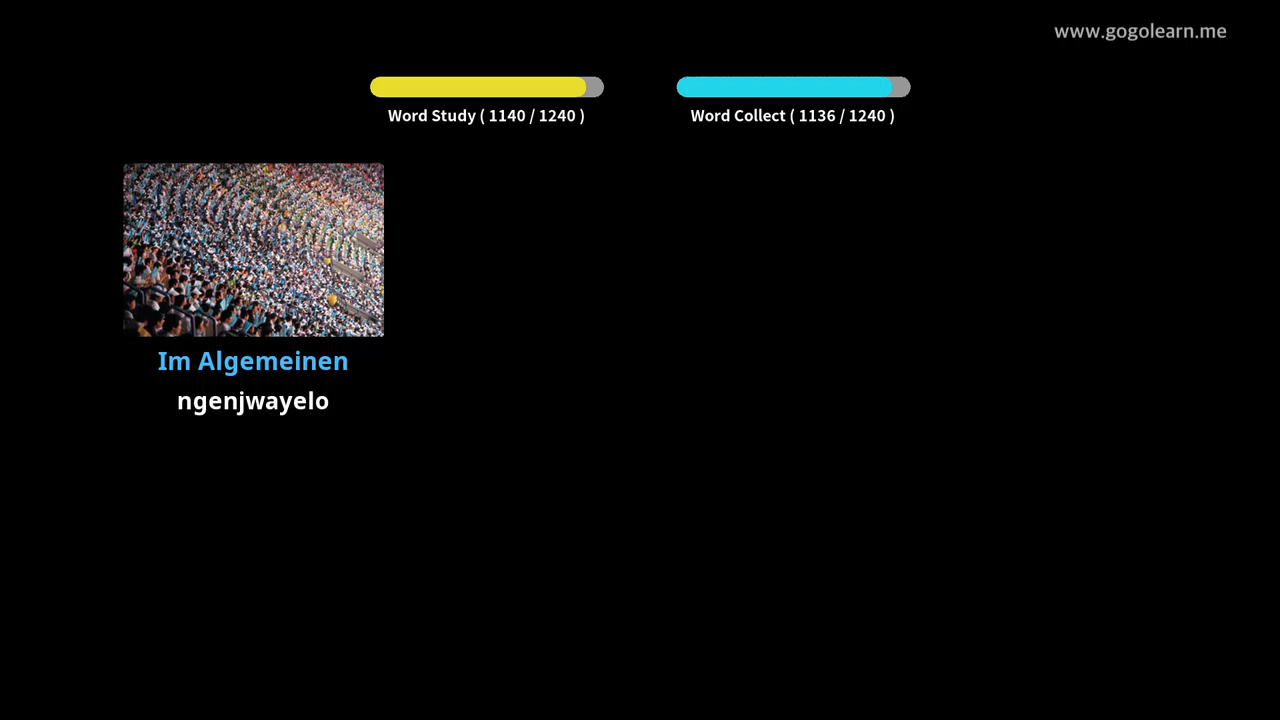 www.gogolearn.me
Word Study ( 1140 / 1240 )
Word Collect ( 1136 / 1240 )
Im Algemeinen
ngenjwayelo